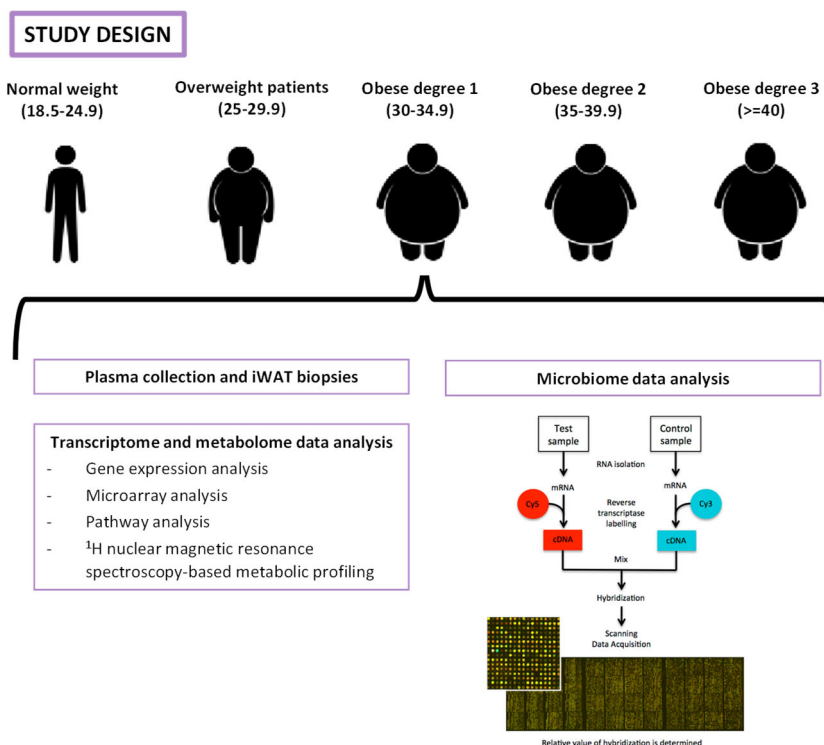 STUDY DESIGN
Normal weight
(18.5-24.9)
Overweight patients
(25-29.9)
Obese degree 1
(30-34.9)
Obese degree 2
(35-39.9)
Obese degree 3
(>=40)
Plasma collection and iWAT biopsies
Transcriptome and metabolome data analysis
- Gene expression analysis
- Microarray analysis
- Pathway analysis
- ¹H nuclear magnetic resonance
spectroscopy-based metabolic profiling
Microbiome data analysis
Test
sample
Control
sample
RNA isolation
mRNA
mRNA
Cy5
Reverse
transcriptase
labelling
Cy3
cDNA
cDNA
Mix
Hybridization
Scanning
Data Acquisition
Relative value of hybridization is determined